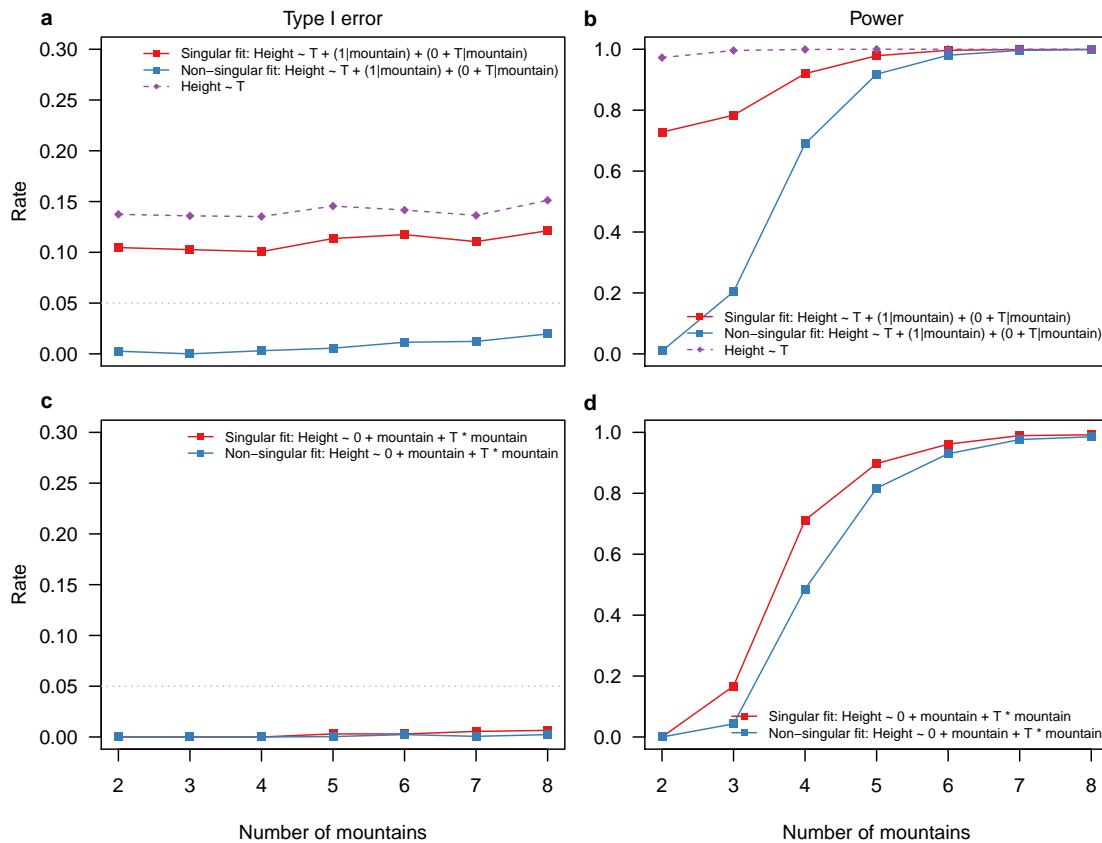 a
Type I error
0.30
0.25
0.20
0.15
0.10
0.05
0.00
Rate
Singular fit: Height ~ T + (1|mountain) + (0 + T|mountain)
Non−singular fit: Height ~ T + (1|mountain) + (0 + T|mountain)
Height ~ T
b
Power
1.0
0.8
0.6
0.4
0.2
0.0
Singular fit: Height ~ T + (1|mountain) + (0 + T|mountain)
Non−singular fit: Height ~ T + (1|mountain) + (0 + T|mountain)
Height ~ T
c
0.30
0.25
0.20
0.15
0.10
0.05
0.00
Rate
Singular fit: Height ~ 0 + mountain + T * mountain
Non−singular fit: Height ~ 0 + mountain + T * mountain
2 3 4 5 6 7 8
Number of mountains
d
1.0
0.8
0.6
0.4
0.2
0.0
Singular fit: Height ~ 0 + mountain + T * mountain
Non−singular fit: Height ~ 0 + mountain + T * mountain
2 3 4 5 6 7 8
Number of mountains